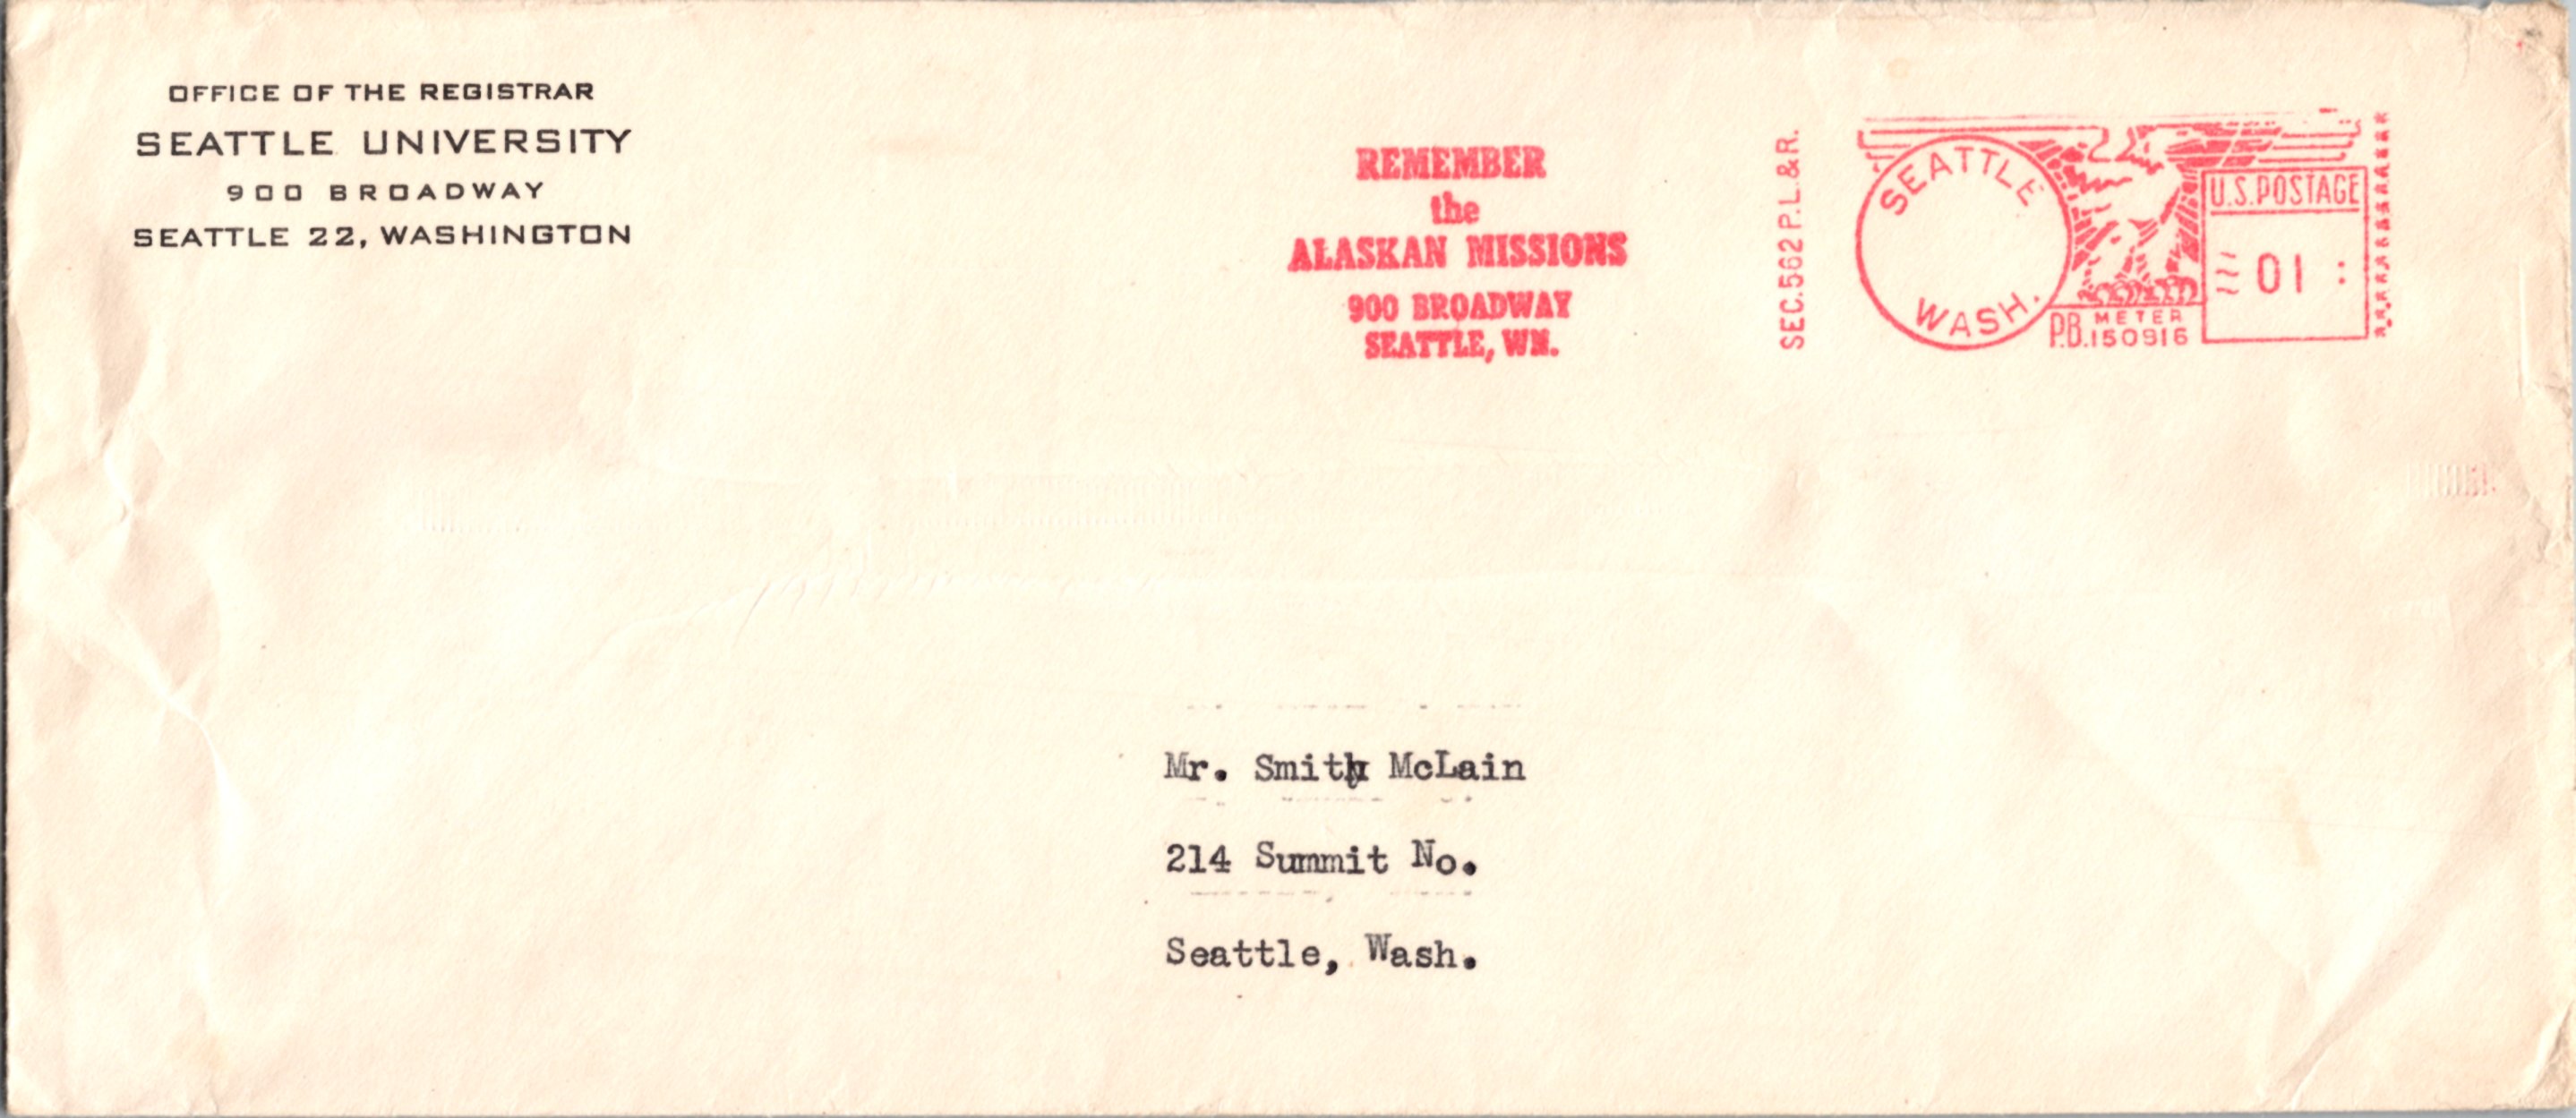 OFFICE OF THE REGISTRAR
SEATTLE UNIVERSITY
900 BROADWAY
SEATTLE 22, WASHINGTON
REMEMBER
the
ALASKAN MISSIONS
900 BROADWAY
SEATTLE, WN.
SEC.562 P.L.&R.
SEATTLE
WASH.
P.B. METER
150916
U.S.POSTAGE
01
Mr. Smith McLain
214 Summit No.
Seattle, Wash.